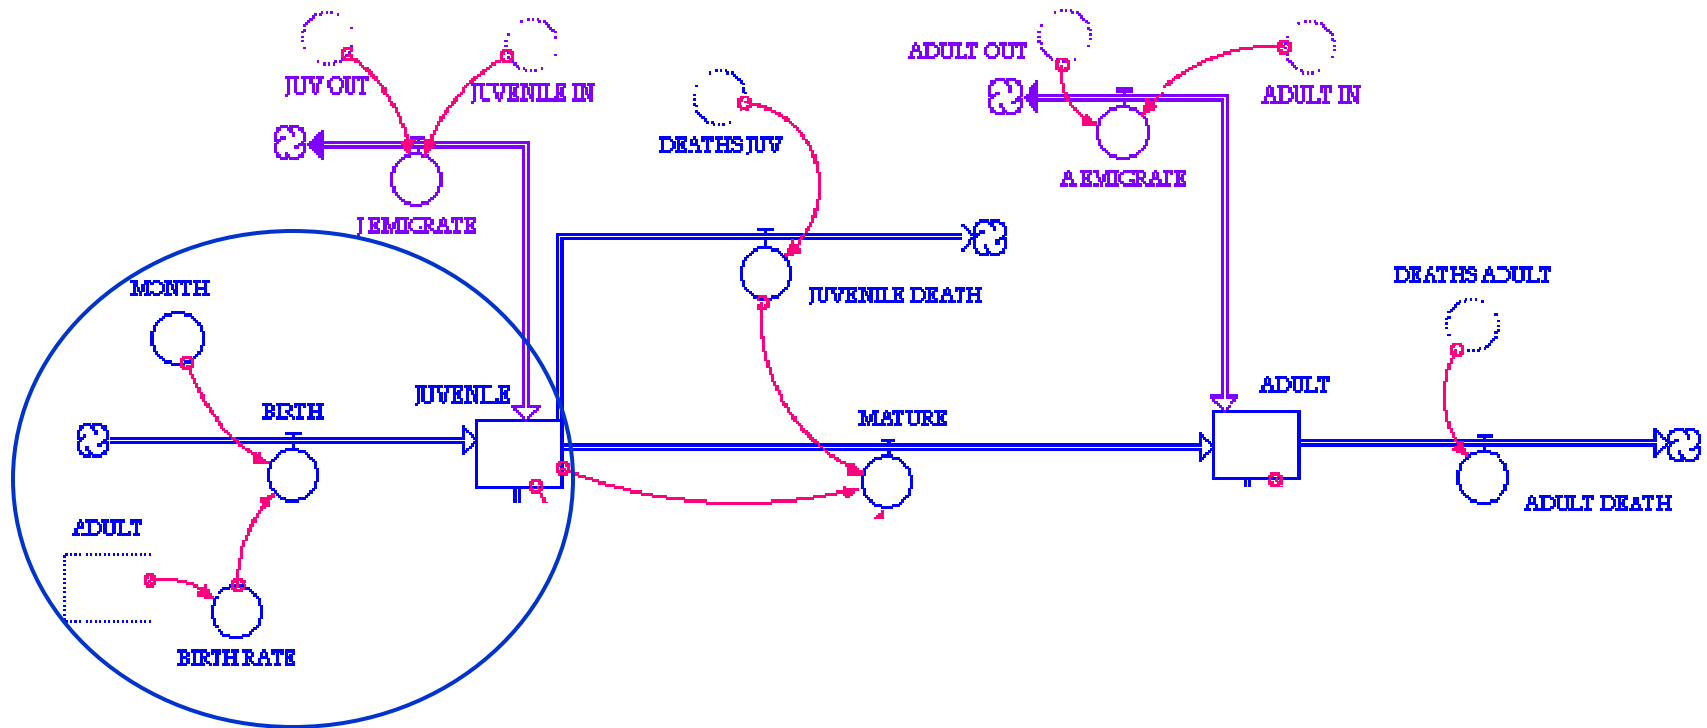 ADULT OUT
JUV OUT
JUVENILE IN
ADULT IN
DEATHS JUV
A EMIGRATE
J EMIGRATE
DEATHS ADULT
MONTH
JUVENILE DEATH
JUVENILE
ADULT
BIRTH
MATURE
ADULT DEATH
ADULT
BIRTH RATE